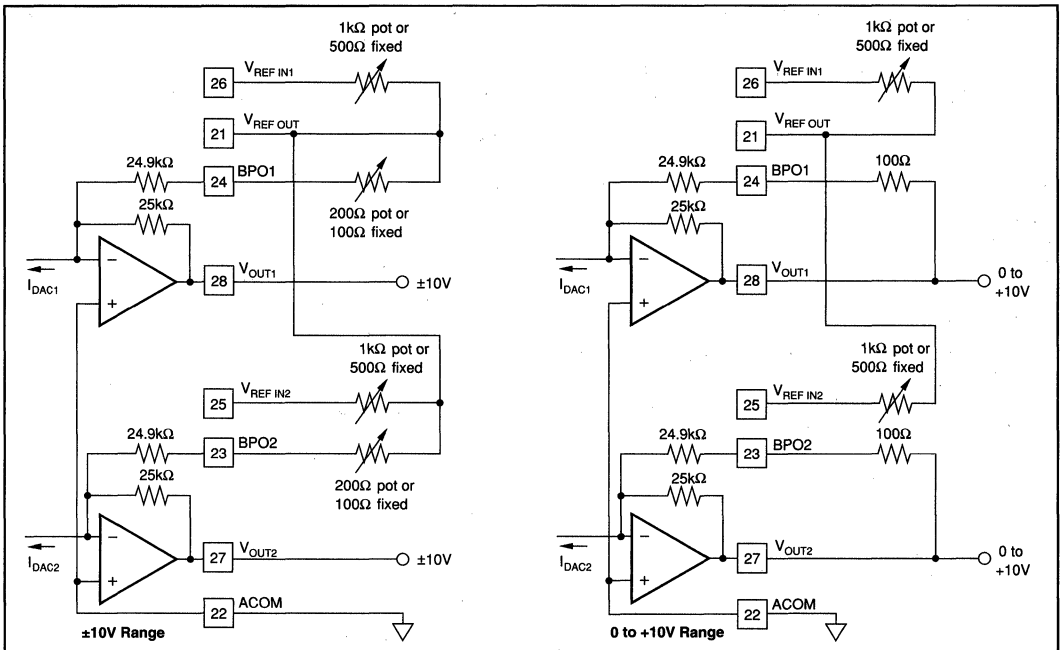 1kΩ pot or
500Ω fixed
26 VREF IN1
21 VREF OUT
24.9kΩ
24 BPO1
25kΩ
200Ω pot or
100Ω fixed
−
+
IDAC1
28 VOUT1
±10V
1kΩ pot or
500Ω fixed
25 VREF IN2
24.9kΩ
23 BPO2
25kΩ
200Ω pot or
100Ω fixed
−
+
IDAC2
27 VOUT2
±10V
22 ACOM
±10V Range
1kΩ pot or
500Ω fixed
26 VREF IN1
21 VREF OUT
24.9kΩ
24 BPO1
100Ω
25kΩ
−
+
IDAC1
28 VOUT1
0 to
+10V
1kΩ pot or
500Ω fixed
25 VREF IN2
24.9kΩ
23 BPO2
100Ω
25kΩ
−
+
IDAC2
27 VOUT2
0 to
+10V
22 ACOM
0 to +10V Range